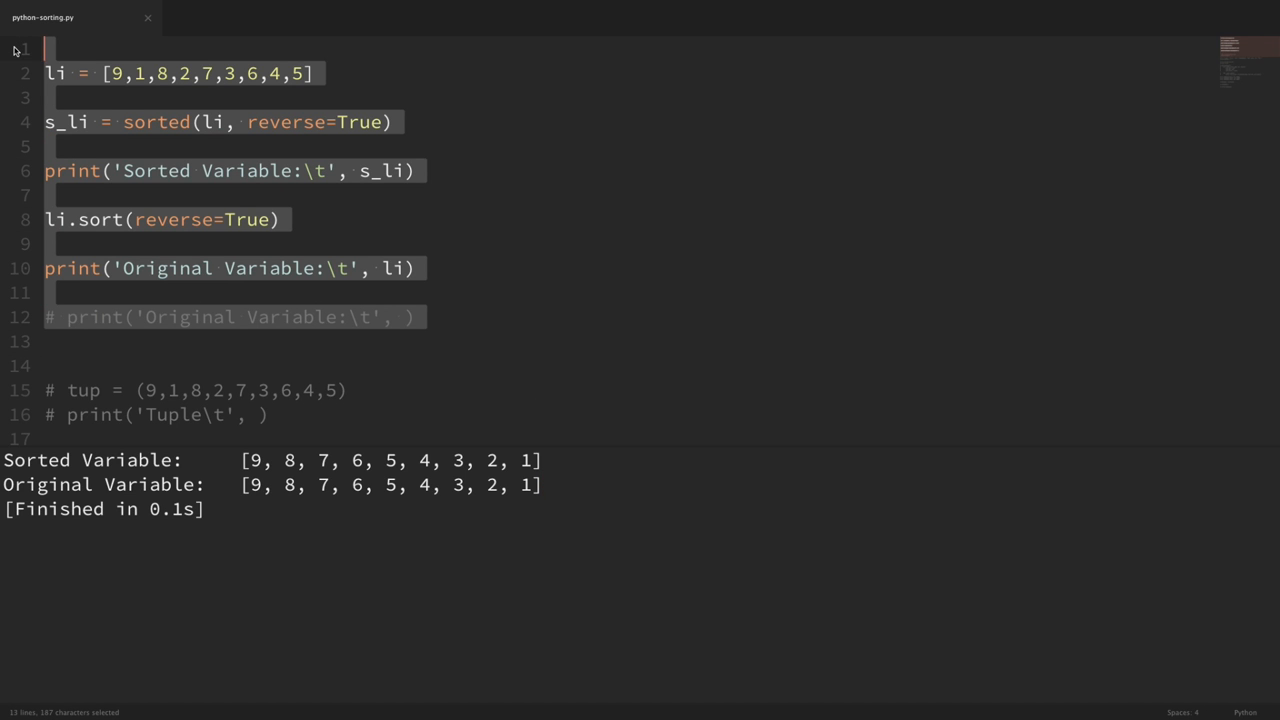 python-sorting.py ×
1
2 li = [9,1,8,2,7,3,6,4,5]
3
4 s_li = sorted(li, reverse=True)
5
6 print('Sorted Variable:\t', s_li)
7
8 li.sort(reverse=True)
9
10 print('Original Variable:\t', li)
11
12 # print('Original Variable:\t', )
13
14
15 # tup = (9,1,8,2,7,3,6,4,5)
16 # print('Tuple\t', )
17
Sorted Variable: [9, 8, 7, 6, 5, 4, 3, 2, 1]
Original Variable: [9, 8, 7, 6, 5, 4, 3, 2, 1]
[Finished in 0.1s]
13 lines, 187 characters selected Spaces: 4 Python